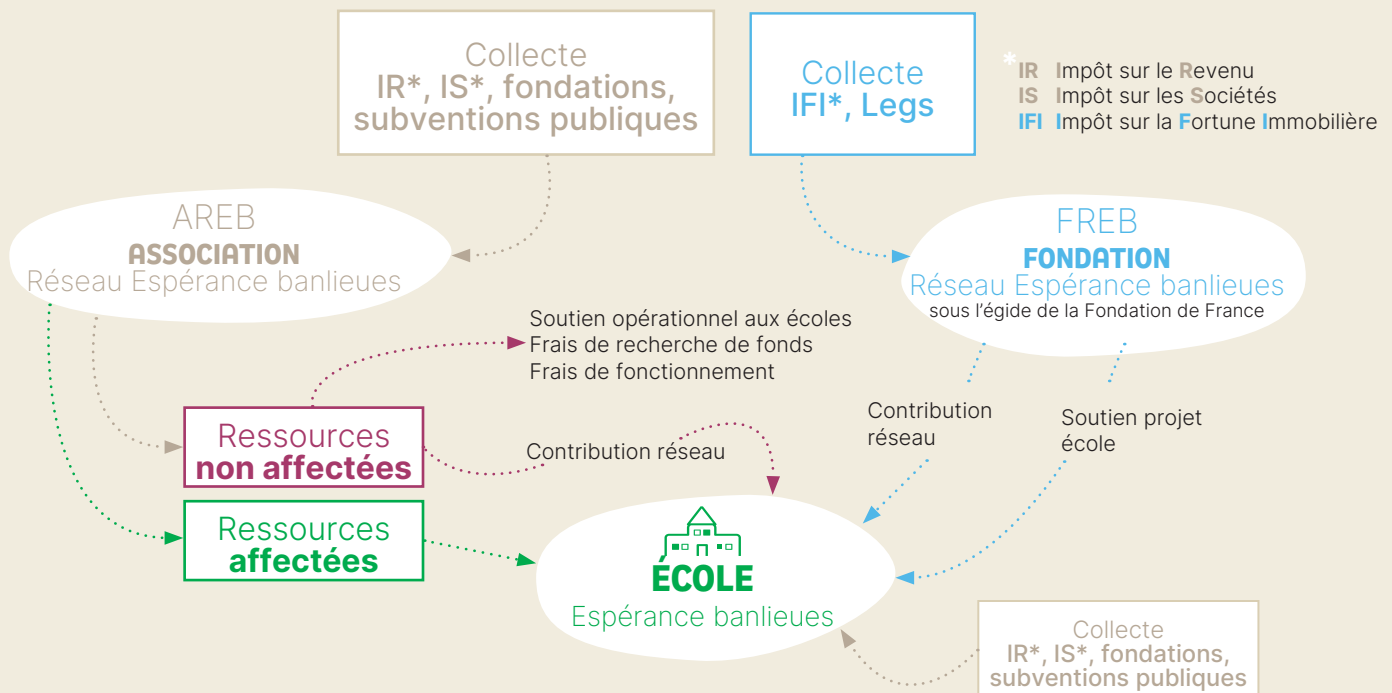 Collecte
IR*, IS*, fondations,
subventions publiques
Collecte
IFI*, Legs
*IR Impôt sur le Revenu
IS Impôt sur les Sociétés
IFI Impôt sur la Fortune Immobilière
AREB
ASSOCIATION
Réseau Espérance banlieues
FREB
FONDATION
Réseau Espérance banlieues
sous l'égide de la Fondation de France
Soutien opérationnel aux écoles
Frais de recherche de fonds
Frais de fonctionnement
Ressources
non affectées
Contribution réseau
Contribution
réseau
Soutien projet
école
Ressources
affectées
ÉCOLE
Espérance banlieues
Collecte
IR*, IS*, fondations,
subventions publiques